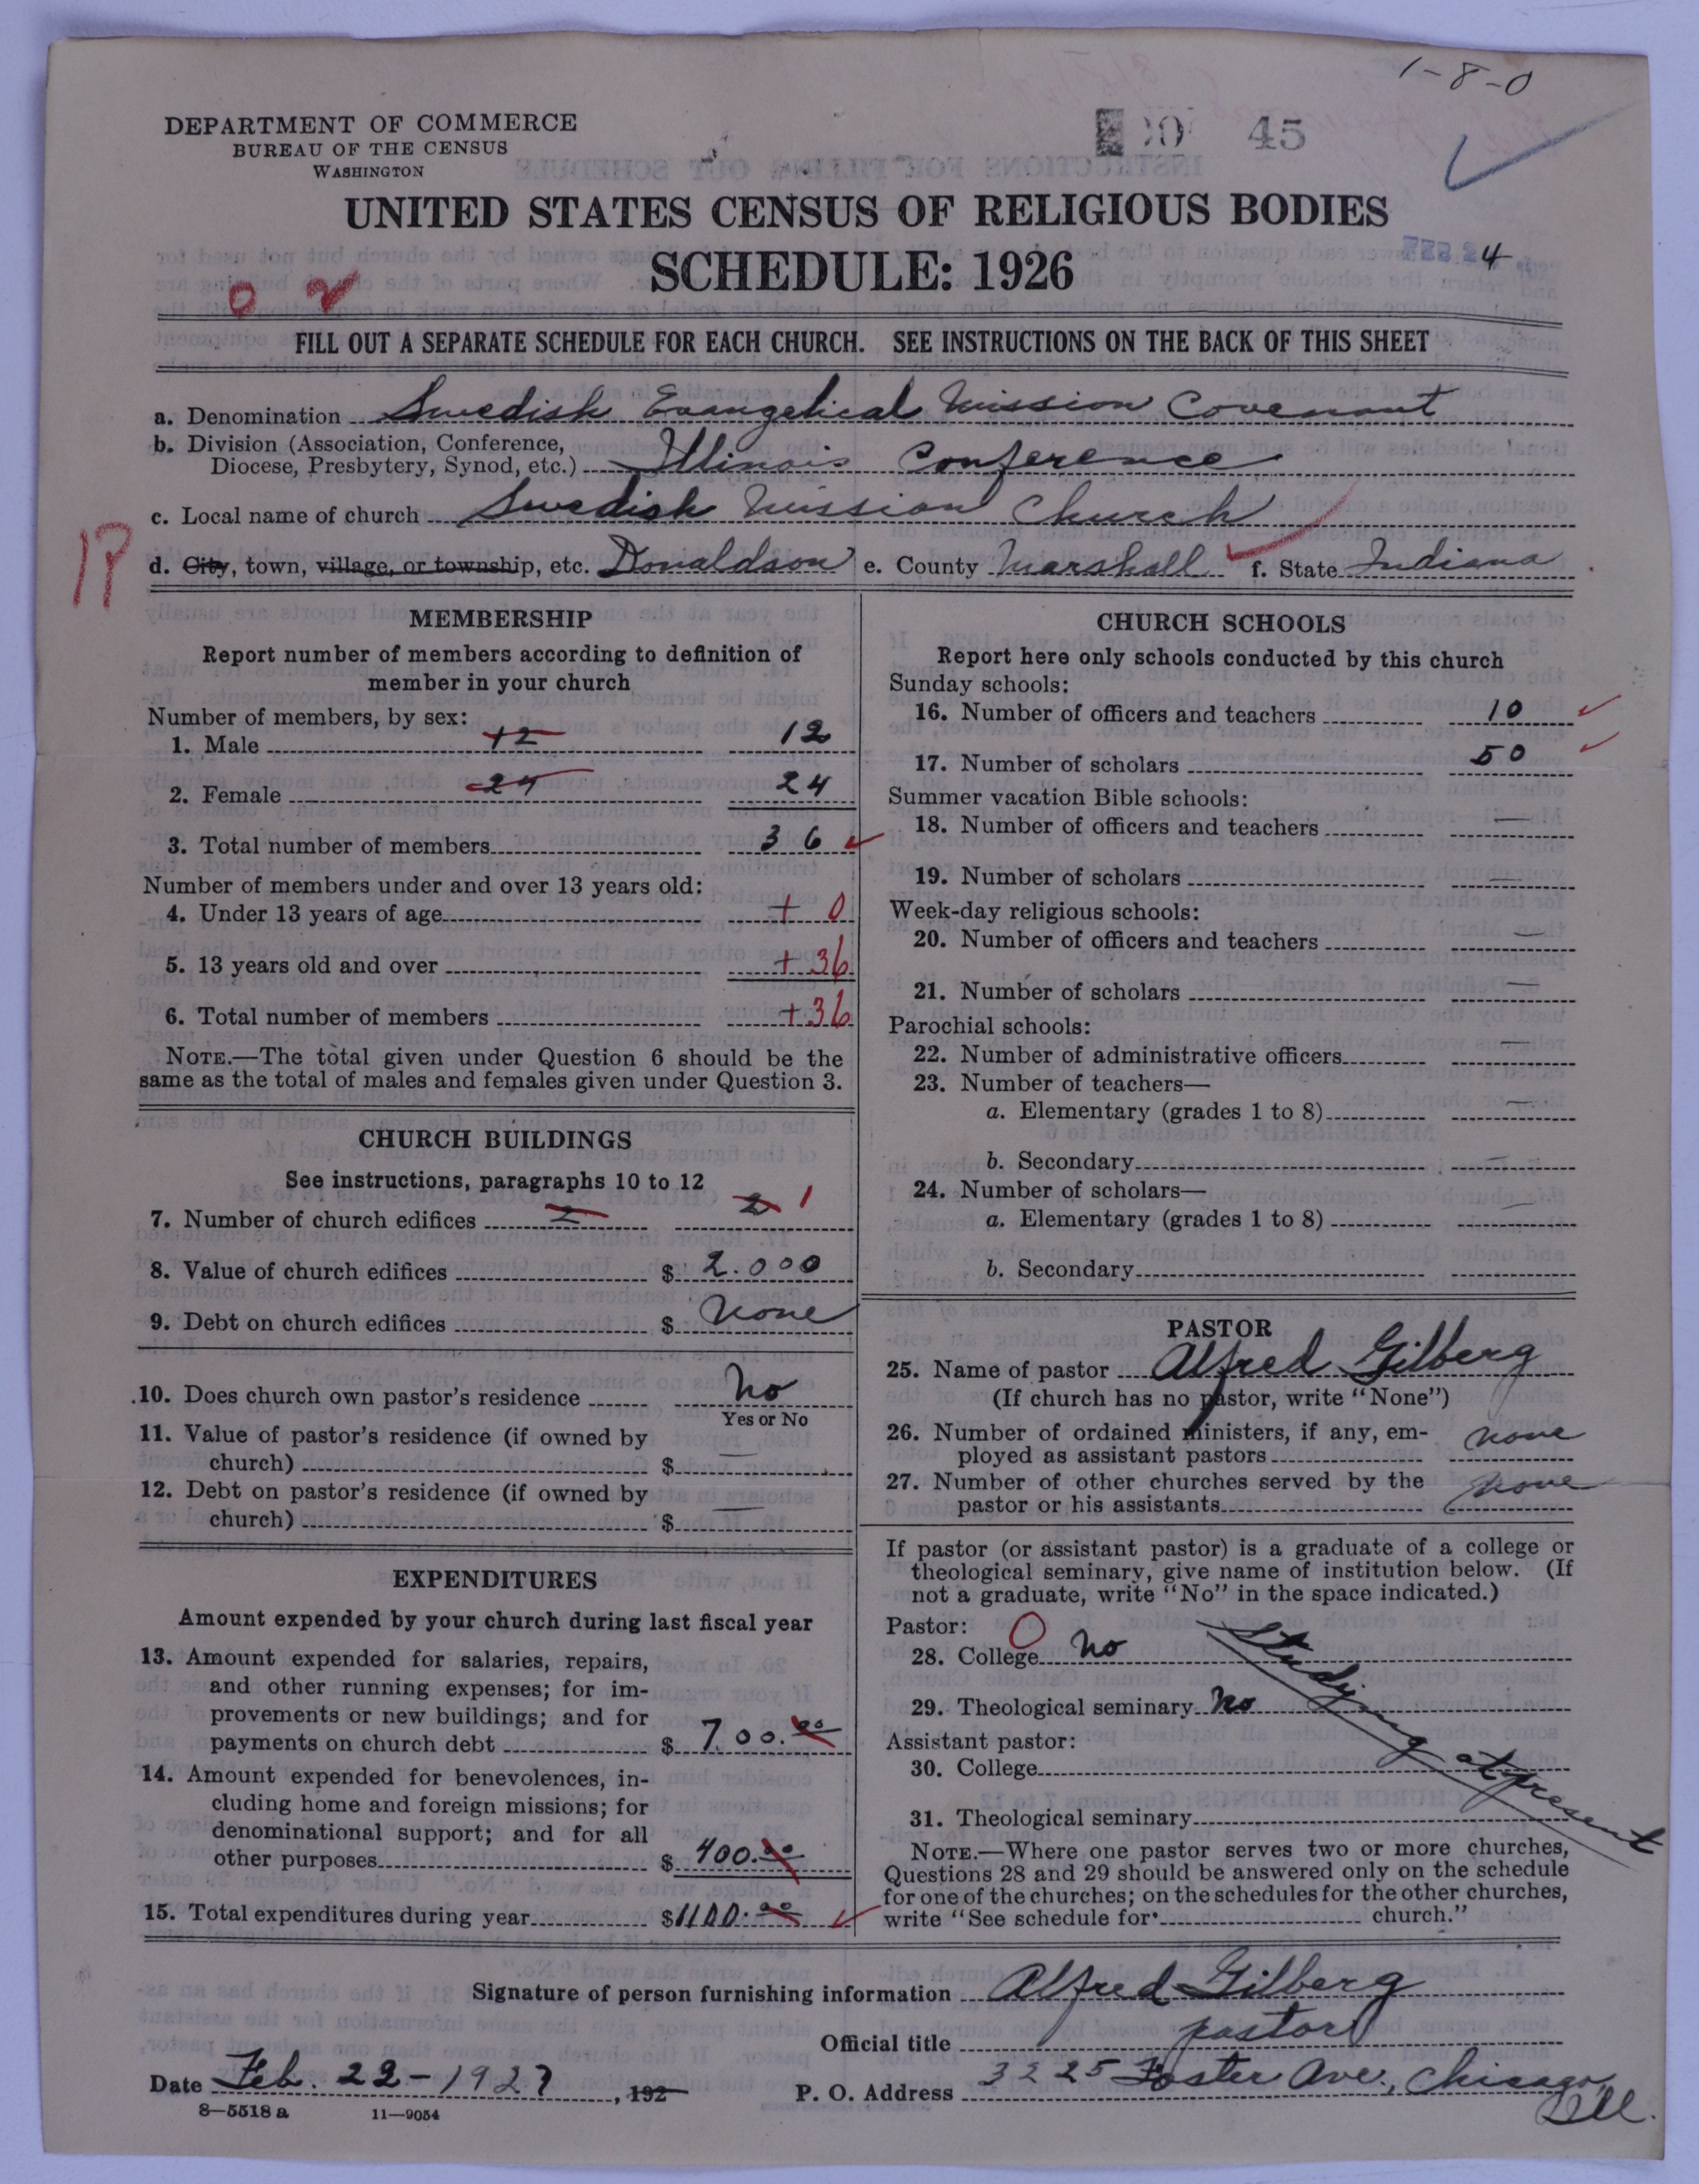 1-8-0
DEPARTMENT OF COMMERCE
BUREAU OF THE CENSUS
WASHINGTON
45
UNITED STATES CENSUS OF RELIGIOUS BODIES
FEB 24
SCHEDULE: 1926
FILL OUT A SEPARATE SCHEDULE FOR EACH CHURCH. SEE INSTRUCTIONS ON THE BACK OF THIS SHEET
a. Denomination Swedish Evangelical Mission Covenant
b. Division (Association, Conference,
Diocese, Presbytery, Synod, etc.) Illinois Conference
c. Local name of church Swedish Mission Church
d. City, town, village, or township, etc. Donaldson e. County Marshall f. State Indiana
MEMBERSHIP
Report number of members according to definition of
member in your church
Number of members, by sex:
1. Male 12 12
2. Female 24 24
3. Total number of members 36
Number of members under and over 13 years old:
4. Under 13 years of age + 0
5. 13 years old and over + 36
6. Total number of members + 36
NOTE.—The total given under Question 6 should be the
same as the total of males and females given under Question 3.
CHURCH BUILDINGS
See instructions, paragraphs 10 to 12
7. Number of church edifices 2 2 1
8. Value of church edifices $ 2.000
9. Debt on church edifices $ None
10. Does church own pastor's residence No
Yes or No
11. Value of pastor's residence (if owned by
church) $ —
12. Debt on pastor's residence (if owned by
church) $ —
EXPENDITURES
Amount expended by your church during last fiscal year
13. Amount expended for salaries, repairs,
and other running expenses; for im-
provements or new buildings; and for
payments on church debt $ 700.00
14. Amount expended for benevolences, in-
cluding home and foreign missions; for
denominational support; and for all
other purposes $ 400.00
15. Total expenditures during year $1100.00
CHURCH SCHOOLS
Report here only schools conducted by this church
Sunday schools:
16. Number of officers and teachers 10
17. Number of scholars 50
Summer vacation Bible schools:
18. Number of officers and teachers —
19. Number of scholars —
Week-day religious schools:
20. Number of officers and teachers —
21. Number of scholars —
Parochial schools:
22. Number of administrative officers —
23. Number of teachers—
a. Elementary (grades 1 to 8) —
b. Secondary —
24. Number of scholars—
a. Elementary (grades 1 to 8) —
b. Secondary
PASTOR
25. Name of pastor Alfred Gilberg
(If church has no pastor, write "None")
26. Number of ordained ministers, if any, em-
ployed as assistant pastors none
27. Number of other churches served by the
pastor or his assistants none
If pastor (or assistant pastor) is a graduate of a college or
theological seminary, give name of institution below. (If
not a graduate, write "No" in the space indicated.)
Pastor:
28. College No
29. Theological seminary No
Studying at present
Assistant pastor:
30. College
31. Theological seminary
NOTE.—Where one pastor serves two or more churches,
Questions 28 and 29 should be answered only on the schedule
for one of the churches; on the schedules for the other churches,
write "See schedule for church."
Signature of person furnishing information Alfred Gilberg
Official title pastor
Date Feb. 22-1927, 192 P. O. Address 3225 Foster Ave., Chicago,
Ill.
8—5518 a 11—9054